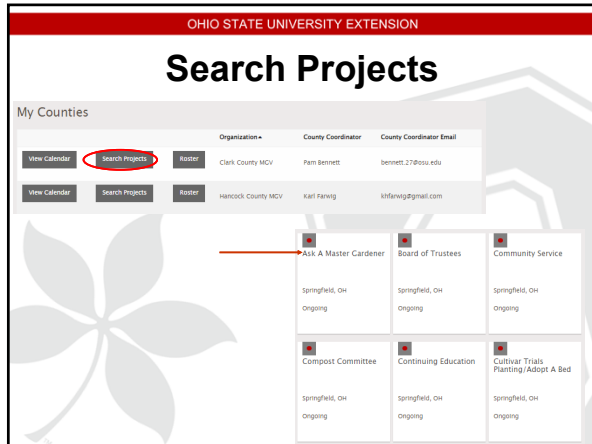 OHIO STATE UNIVERSITY EXTENSION
Search Projects
My Counties
Organization County Coordinator County Coordinator Email
View Calendar Search Projects Roster Clark County MGV Pam Bennett bennett.27@osu.edu
View Calendar Search Projects Roster Hancock County MGV Karl Farwig khfarwig@gmail.com
Ask A Master Gardener Board of Trustees Community Service
Springfield, OH Springfield, OH Springfield, OH
Ongoing Ongoing Ongoing
Compost Committee Continuing Education Cultivar Trials
Planting/Adopt A Bed
Springfield, OH Springfield, OH Springfield, OH
Ongoing Ongoing Ongoing